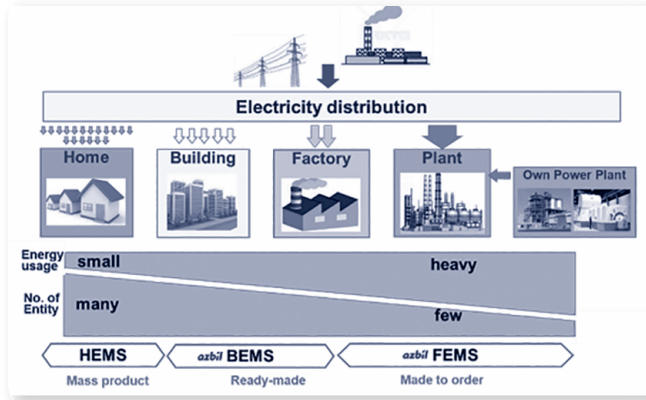 Electricity distribution
Home
Building
Factory
Plant
Own Power Plant
Energy
usage
small
heavy
No. of
Entity
many
few
HEMS
azbil BEMS
azbil FEMS
Mass product
Ready-made
Made to order